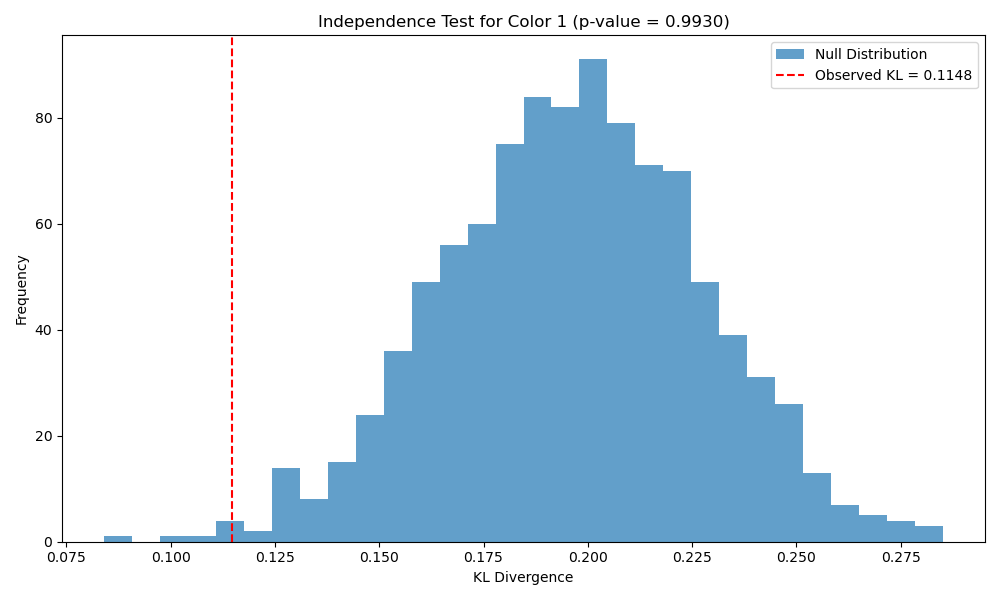 Independence Test for Color 1 (p-value = 0.9930)
Null Distribution
Observed KL = 0.1148
Frequency
80
60
40
20
0
0.075 0.100 0.125 0.150 0.175 0.200 0.225 0.250 0.275
KL Divergence